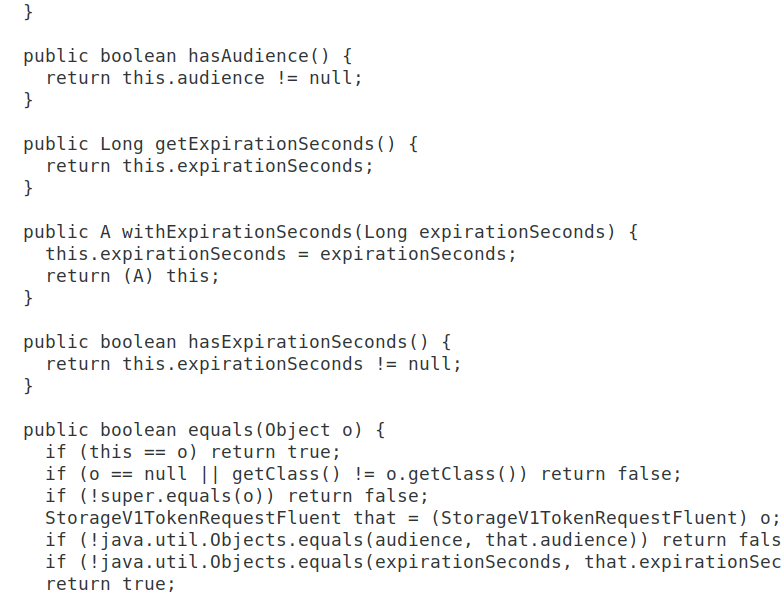 }

public boolean hasAudience() {
  return this.audience != null;
}

public Long getExpirationSeconds() {
  return this.expirationSeconds;
}

public A withExpirationSeconds(Long expirationSeconds) {
  this.expirationSeconds = expirationSeconds;
  return (A) this;
}

public boolean hasExpirationSeconds() {
  return this.expirationSeconds != null;
}

public boolean equals(Object o) {
  if (this == o) return true;
  if (o == null || getClass() != o.getClass()) return false;
  if (!super.equals(o)) return false;
  StorageV1TokenRequestFluent that = (StorageV1TokenRequestFluent) o;
  if (!java.util.Objects.equals(audience, that.audience)) return fals
  if (!java.util.Objects.equals(expirationSeconds, that.expirationSec
  return true;